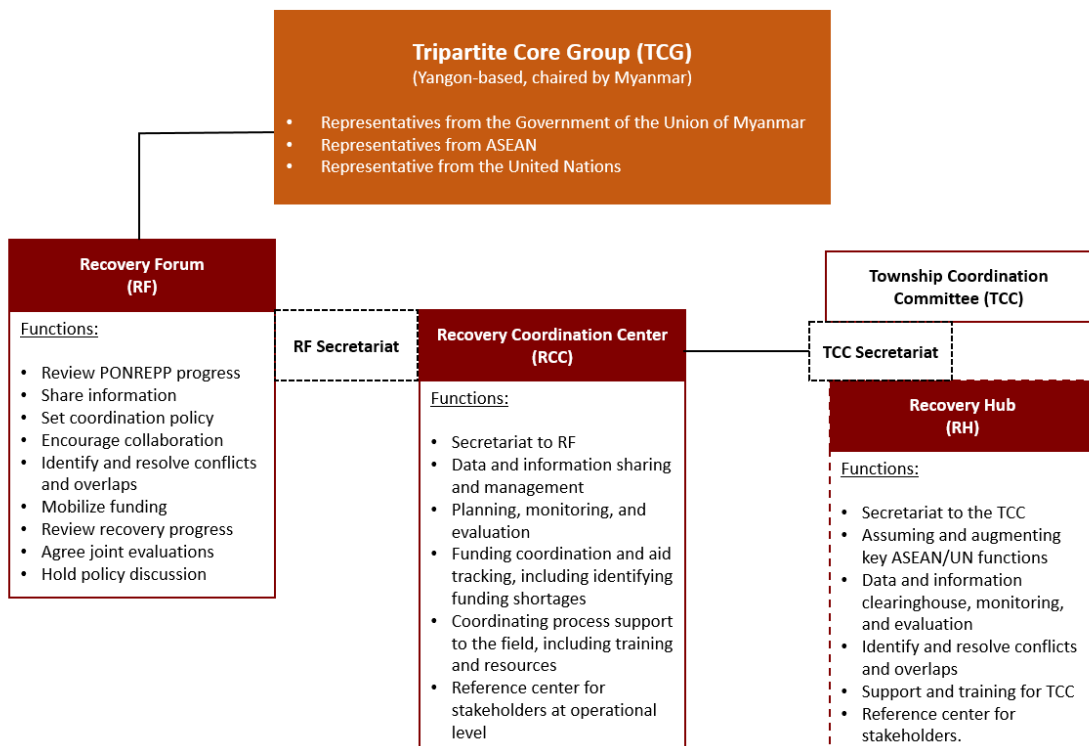 Tripartite Core Group (TCG)
(Yangon-based, chaired by Myanmar)
• Representatives from the Government of the Union of Myanmar
• Representatives from ASEAN
• Representative from the United Nations
Recovery Forum
(RF)
Functions:
• Review PONREPP progress
• Share information
• Set coordination policy
• Encourage collaboration
• Identify and resolve conflicts
and overlaps
• Mobilize funding
• Review recovery progress
• Agree joint evaluations
• Hold policy discussion
RF Secretariat
Recovery Coordination Center
(RCC)
Functions:
• Secretariat to RF
• Data and information sharing
and management
• Planning, monitoring, and
evaluation
• Funding coordination and aid
tracking, including identifying
funding shortages
• Coordinating process support
to the field, including training
and resources
• Reference center for
stakeholders at operational
level
Township Coordination
Committee (TCC)
TCC Secretariat
Recovery Hub
(RH)
Functions:
• Secretariat to the TCC
• Assuming and augmenting
key ASEAN/UN functions
• Data and information
clearinghouse, monitoring,
and evaluation
• Identify and resolve conflicts
and overlaps
• Support and training for TCC
• Reference center for
stakeholders.